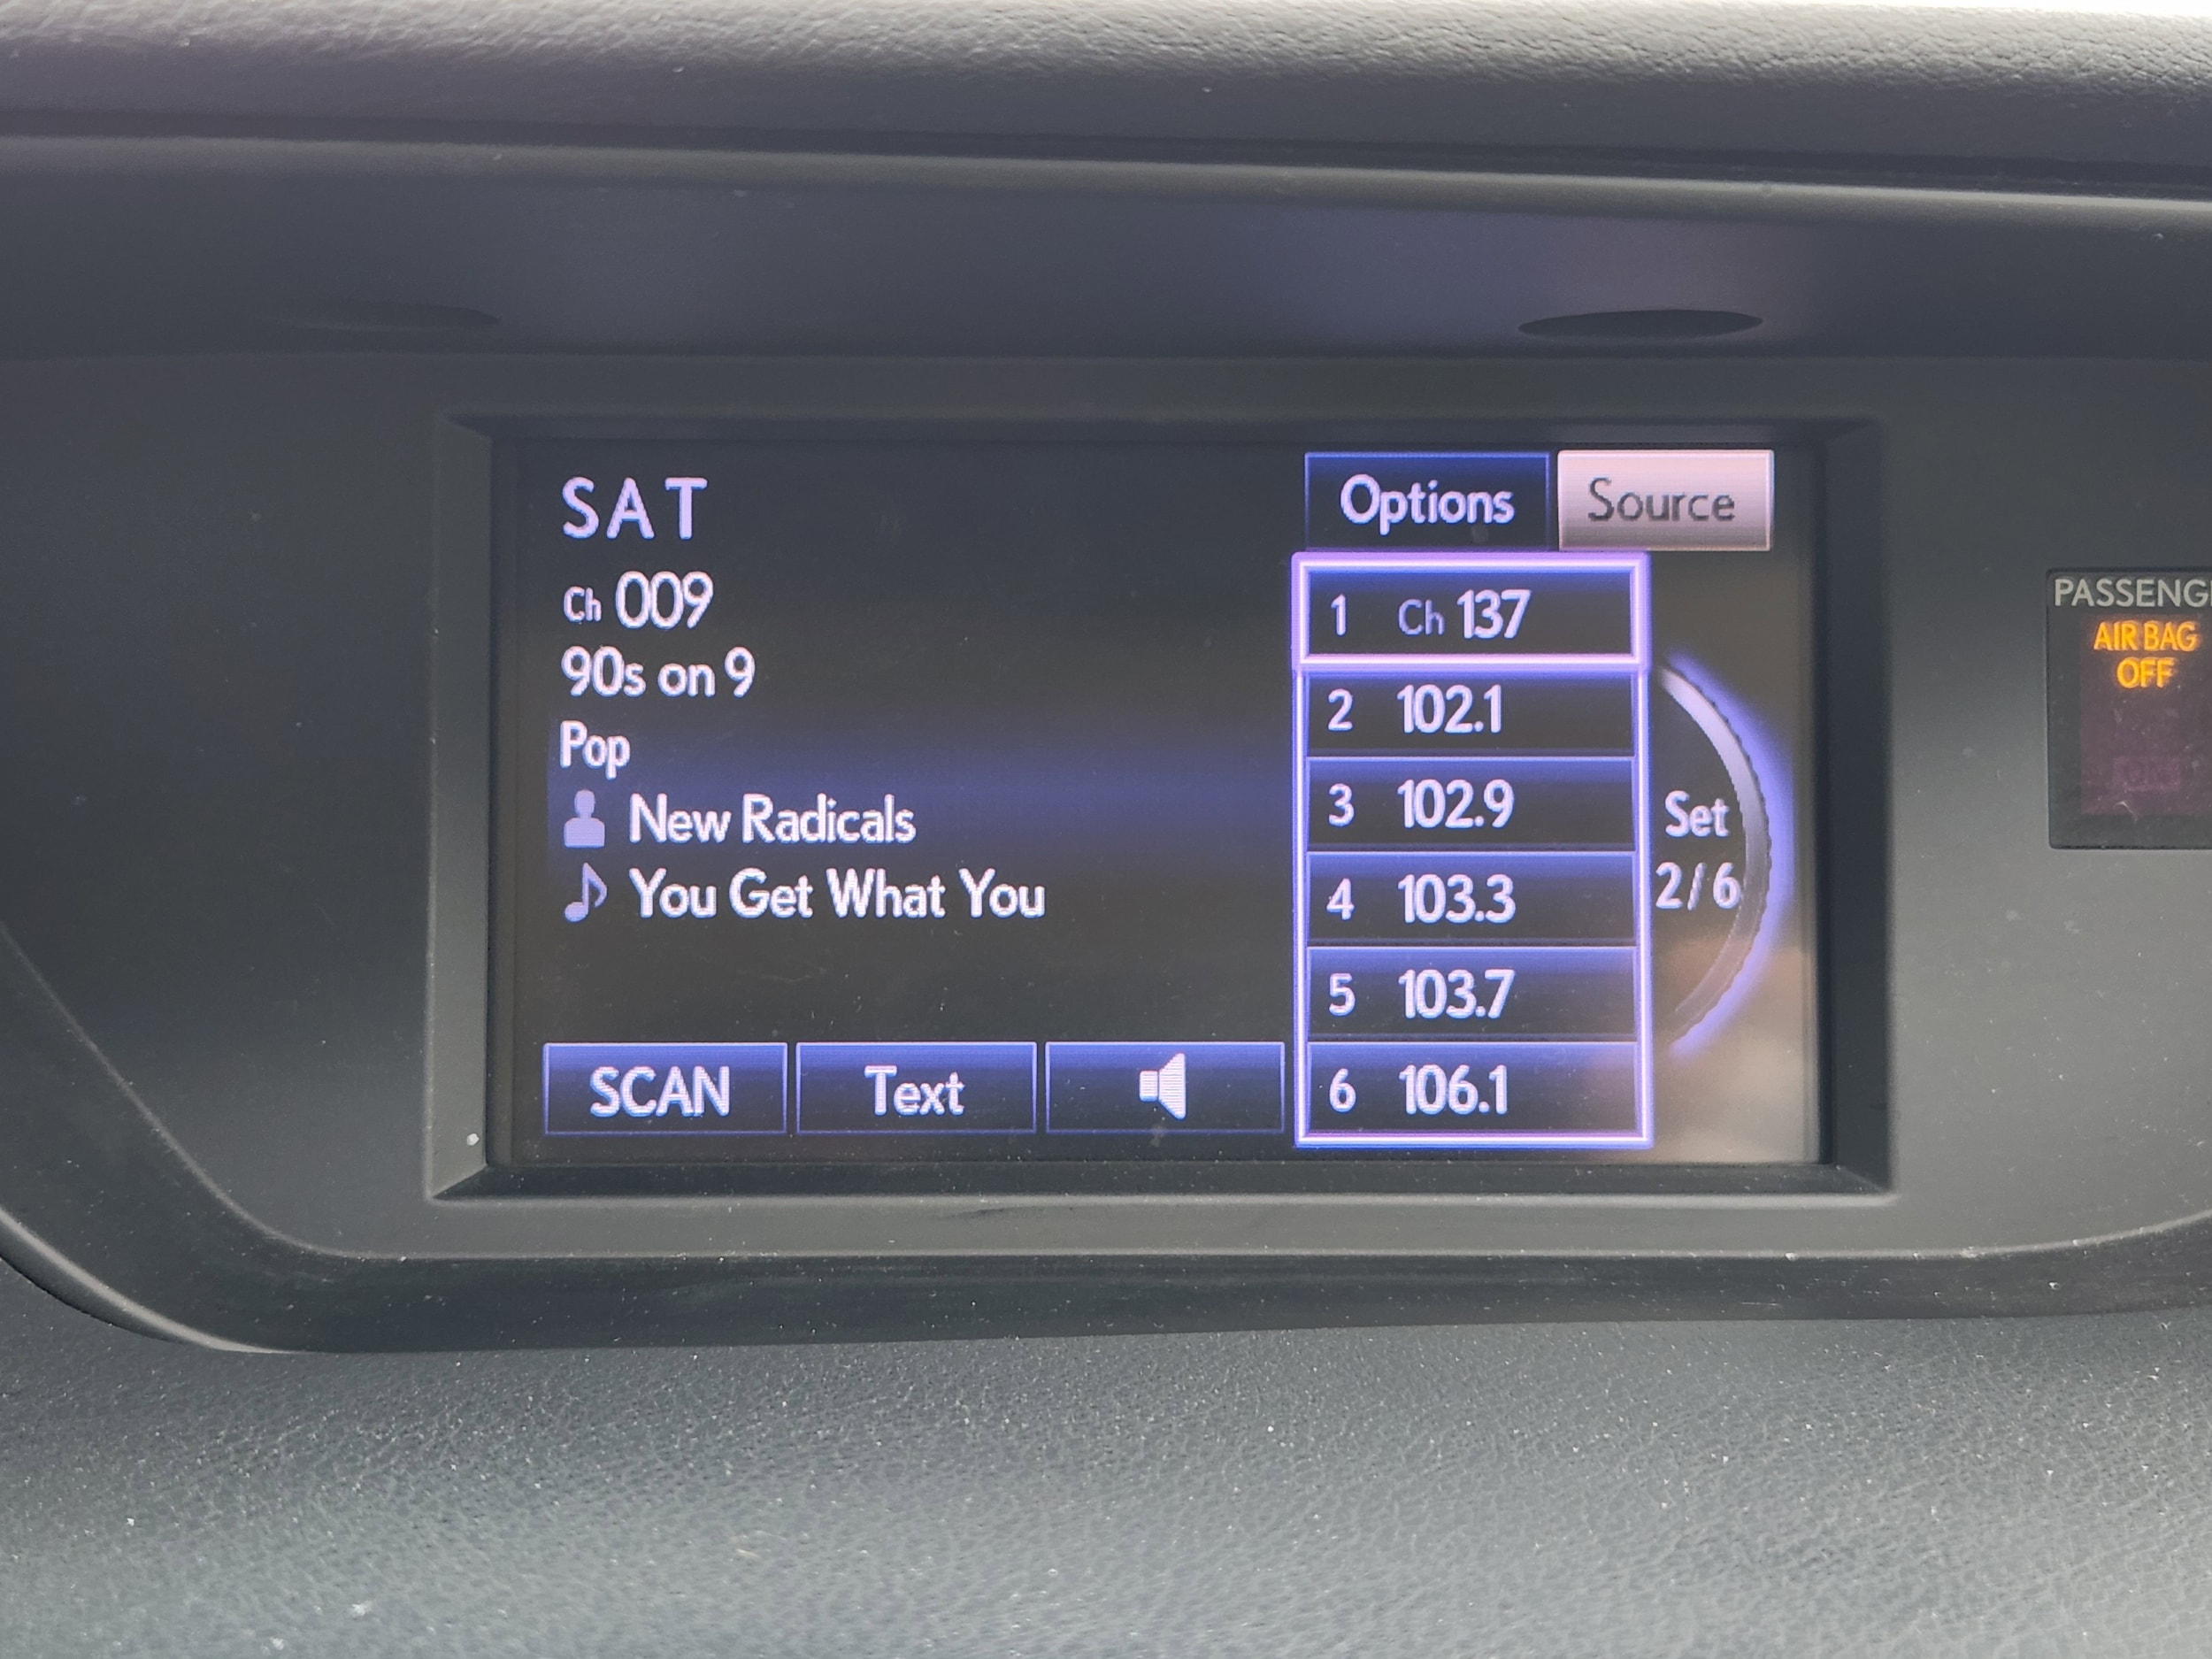 SAT
Ch 009
90s on 9
Pop
New Radicals
You Get What You
SCAN
Text
Options
Source
1 Ch 137
2 102.1
3 102.9
4 103.3
5 103.7
6 106.1
Set
2/6
PASSENG
AIR BAG
OFF